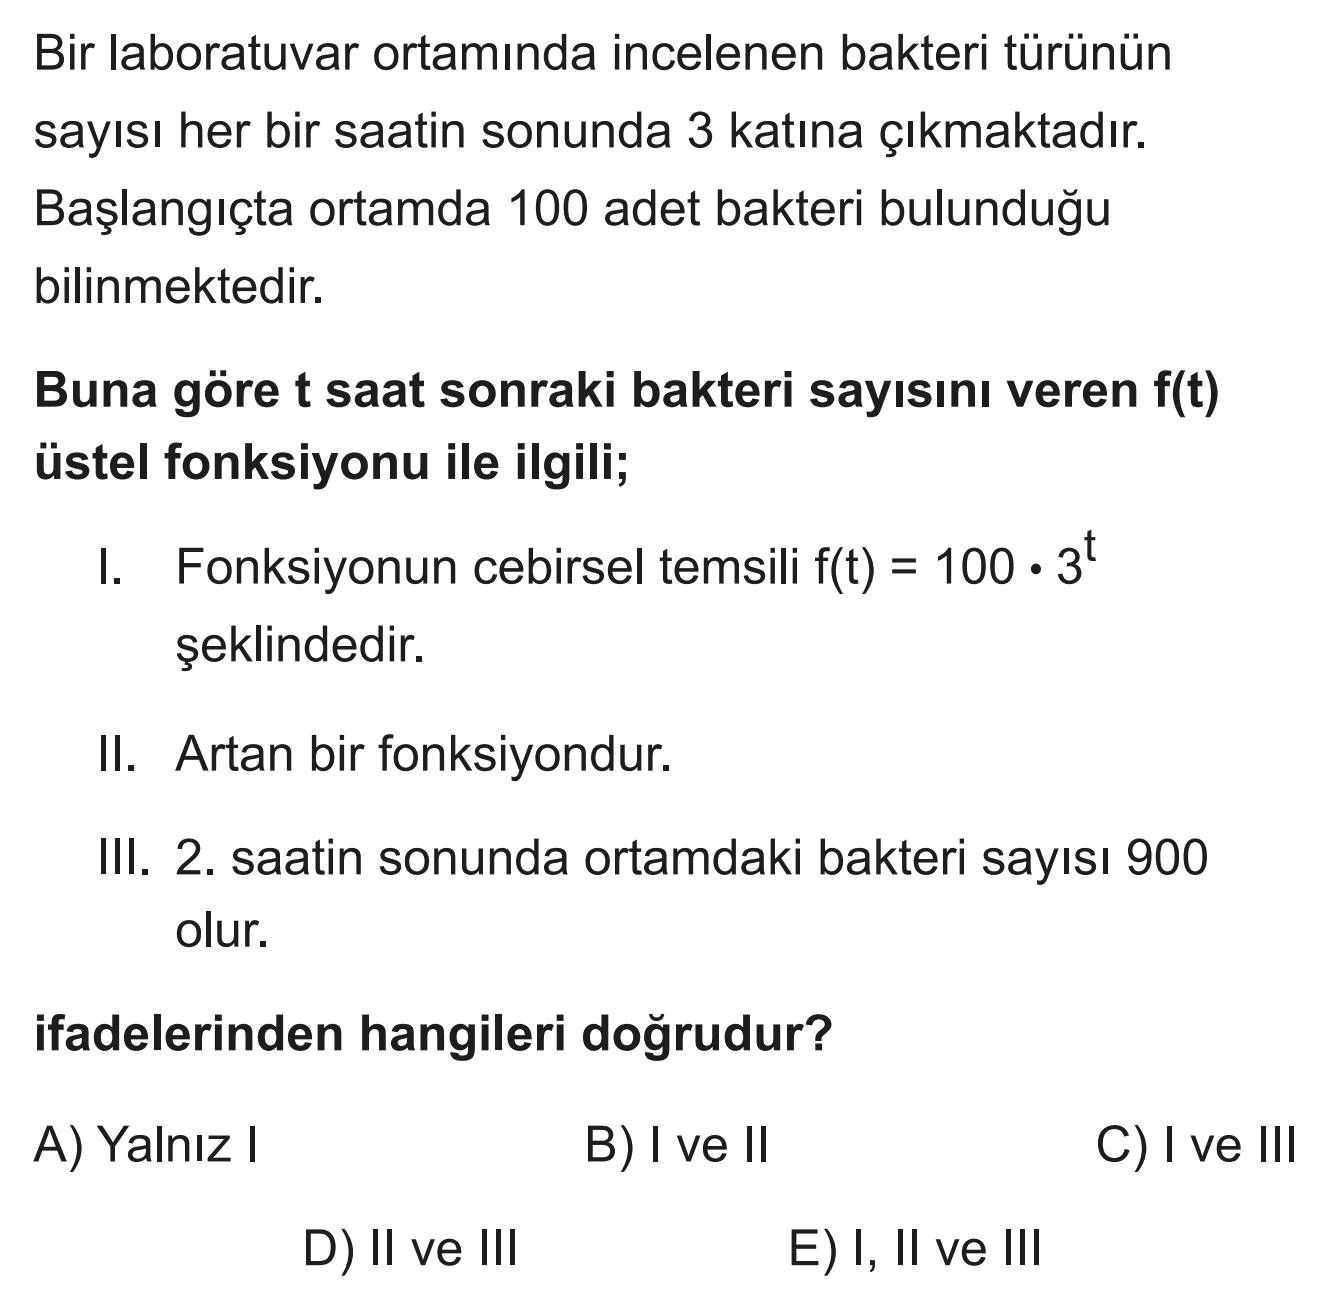 Bir laboratuvar ortamında incelenen bakteri türünün
sayısı her bir saatin sonunda 3 katına çıkmaktadır.
Başlangıçta ortamda 100 adet bakteri bulunduğu
bilinmektedir.
Buna göre t saat sonraki bakteri sayısını veren f(t)
üstel fonksiyonu ile ilgili;
I. Fonksiyonun cebirsel temsili f(t) = 100 • 3^t
şeklindedir.
II. Artan bir fonksiyondur.
III. 2. saatin sonunda ortamdaki bakteri sayısı 900
olur.
ifadelerinden hangileri doğrudur?
A) Yalnız I B) I ve II C) I ve III
D) II ve III E) I, II ve III